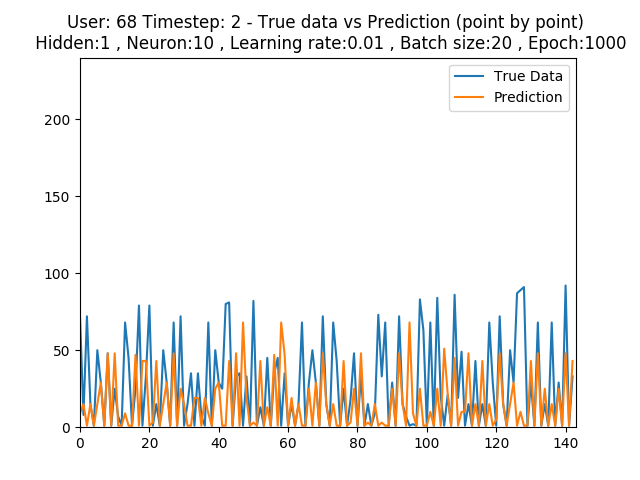 User: 68 Timestep: 2 - True data vs Prediction (point by point)
Hidden:1 , Neuron:10 , Learning rate:0.01 , Batch size:20 , Epoch:1000
True Data
Prediction
200
150
100
50
0
0 20 40 60 80 100 120 140